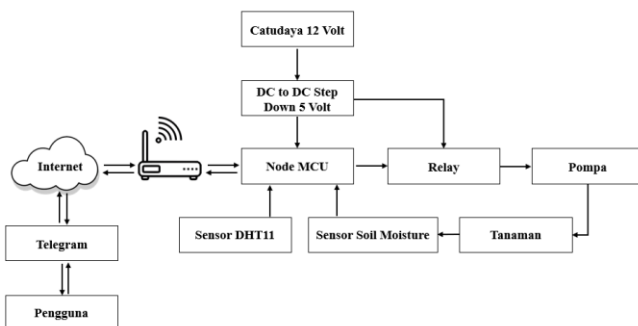 Catudaya 12 Volt
DC to DC Step
Down 5 Volt
Internet
Node MCU
Relay
Pompa
Telegram
Sensor DHT11
Sensor Soil Moisture
Tanaman
Pengguna